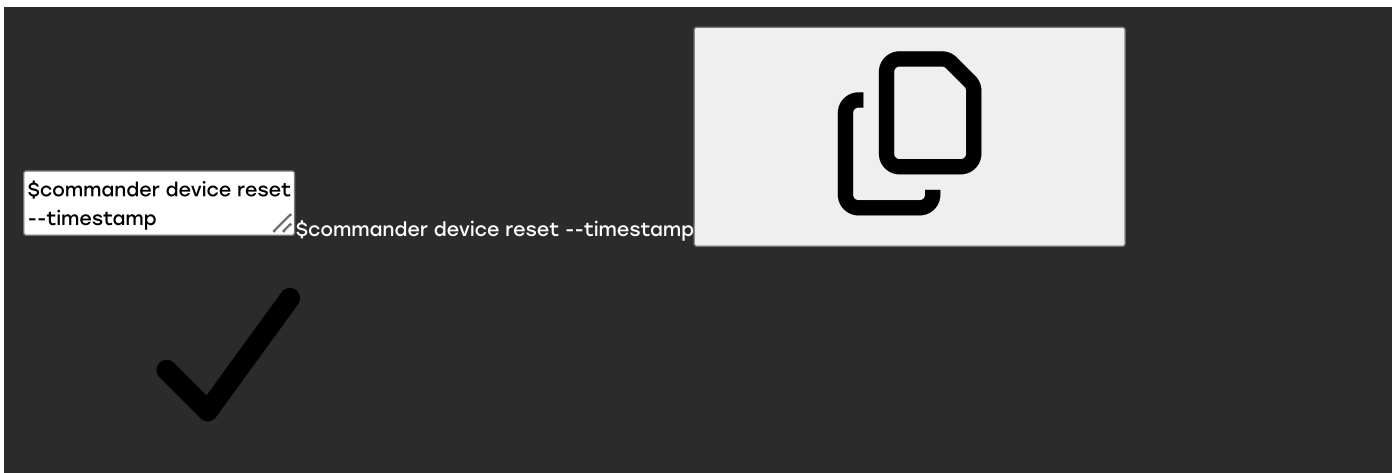 $commander device reset
--timestamp
$commander device reset --timestamp